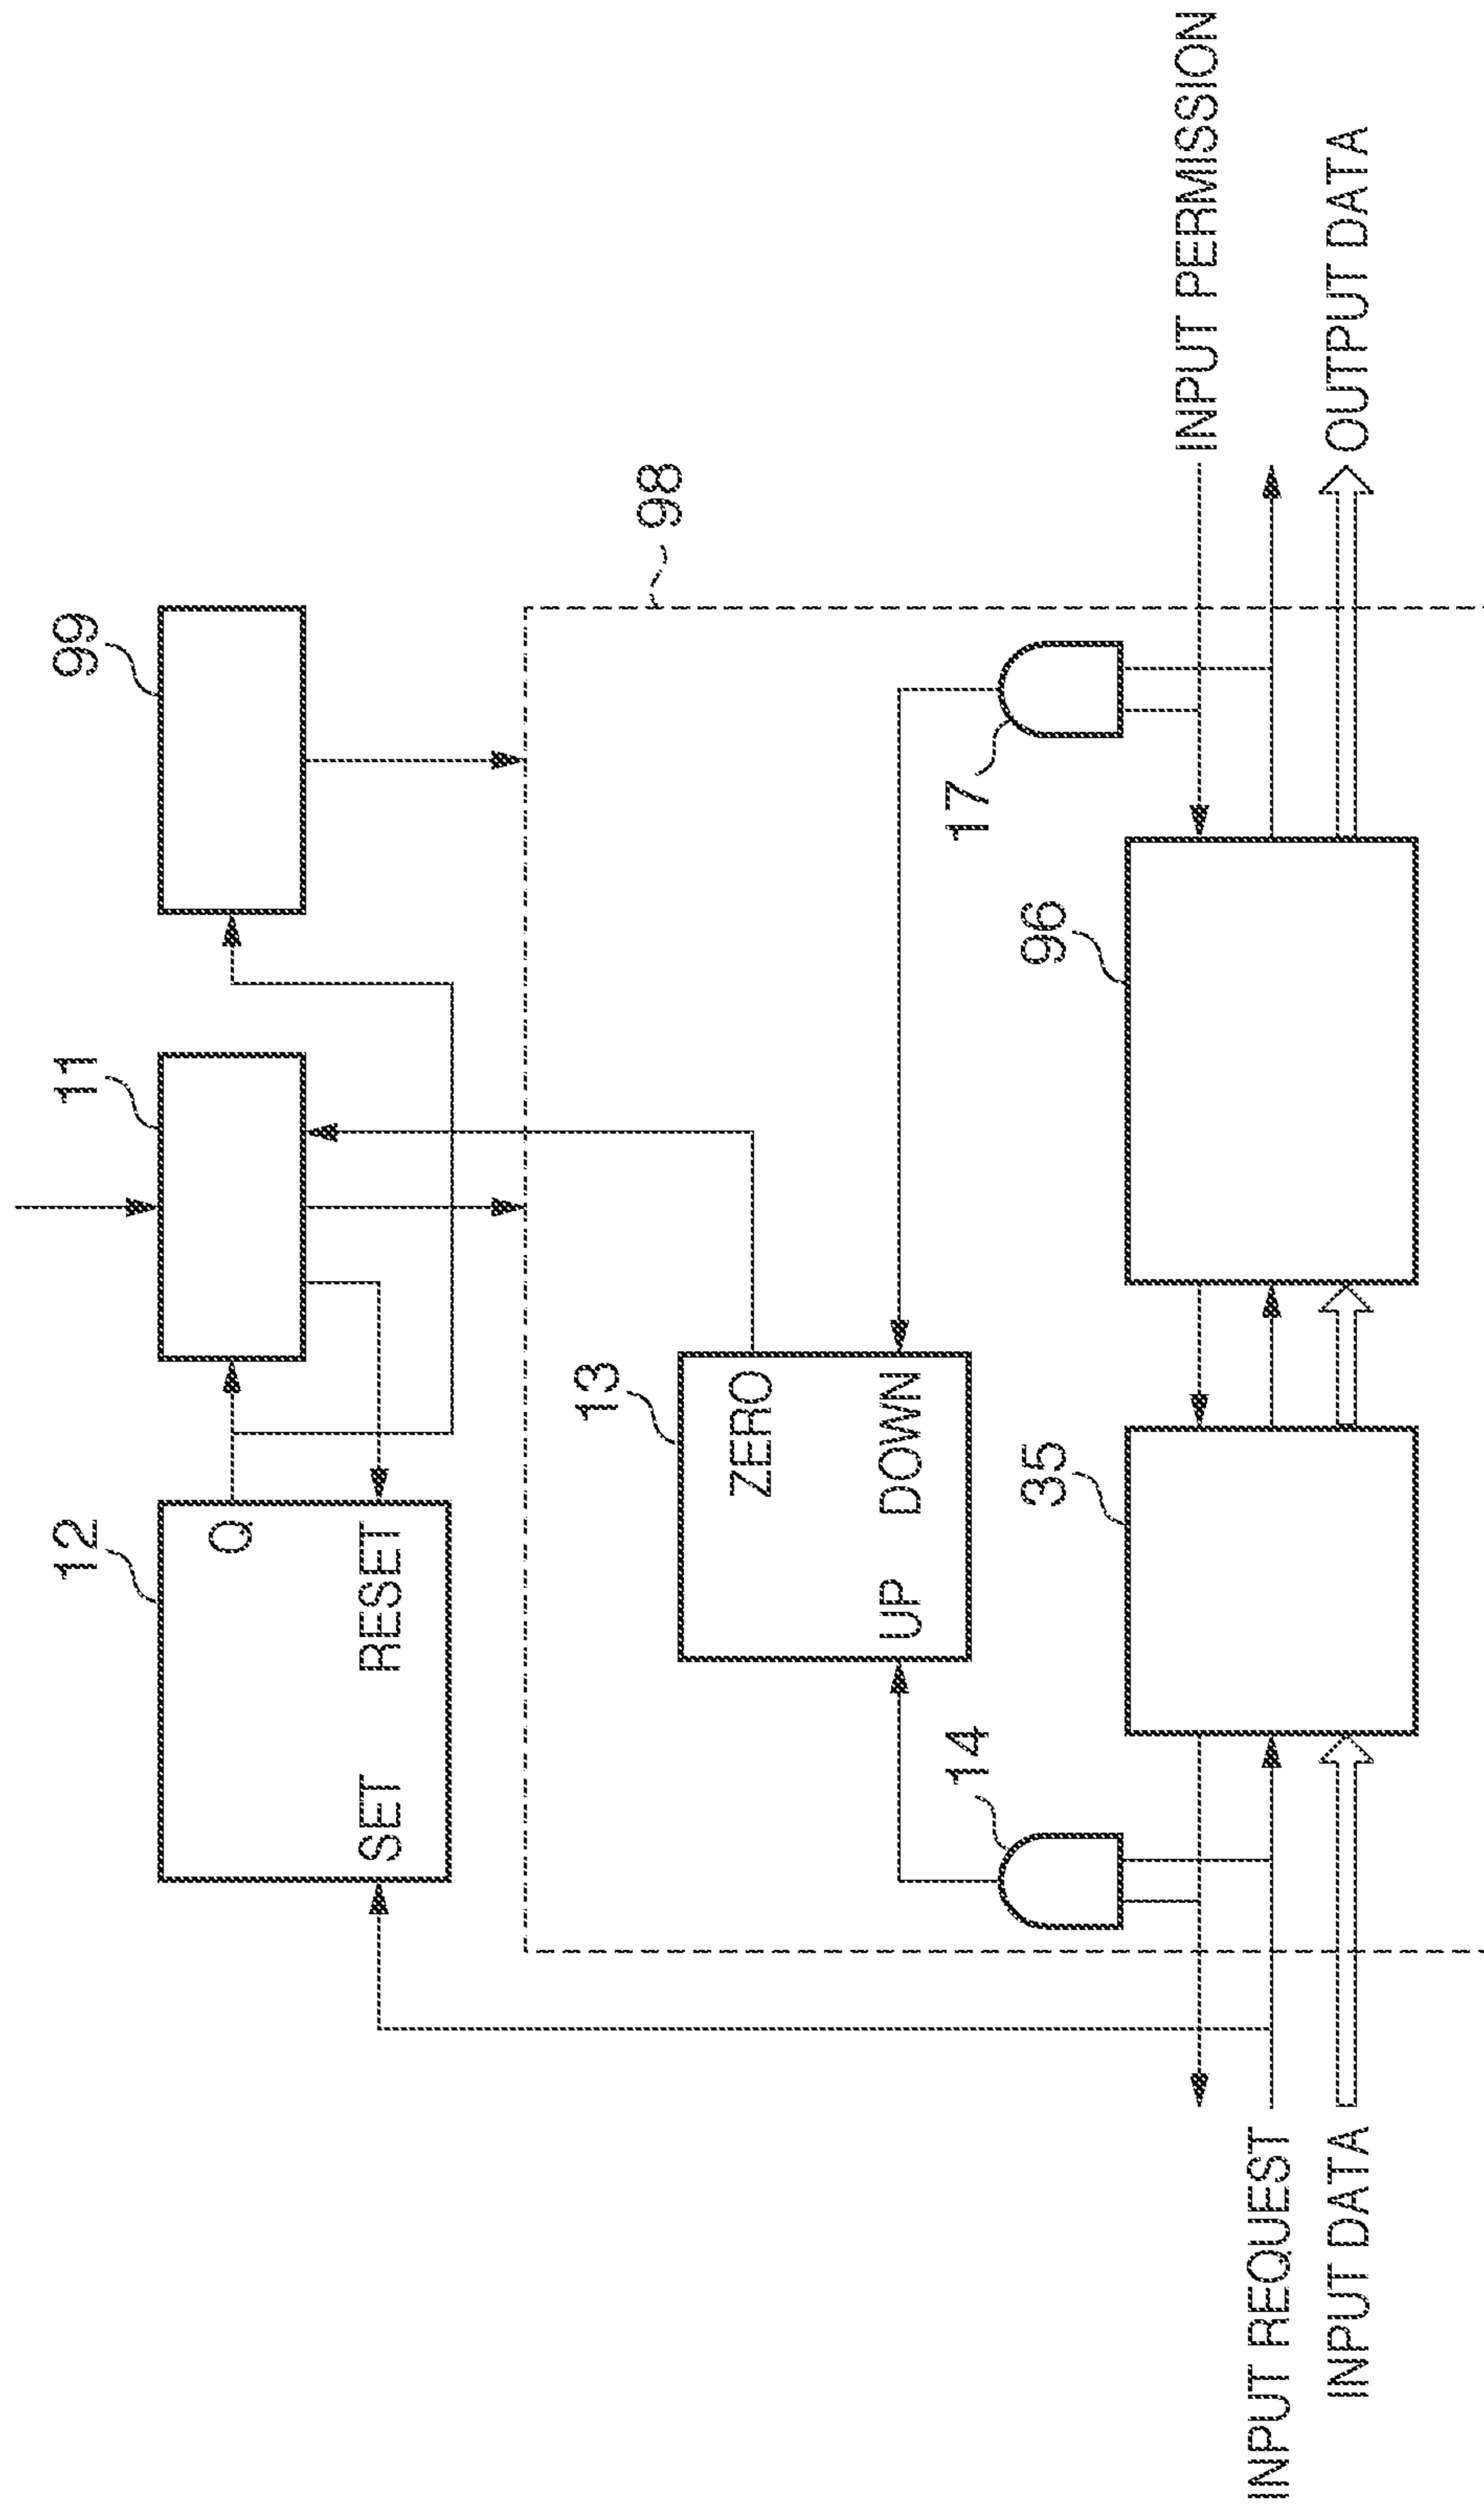 12
11
99
Q
SET
RESET
98
13
ZERO
UP
DOWN
14
17
35
96
INPUT PERMISSION
INPUT REQUEST
INPUT DATA
OUTPUT DATA